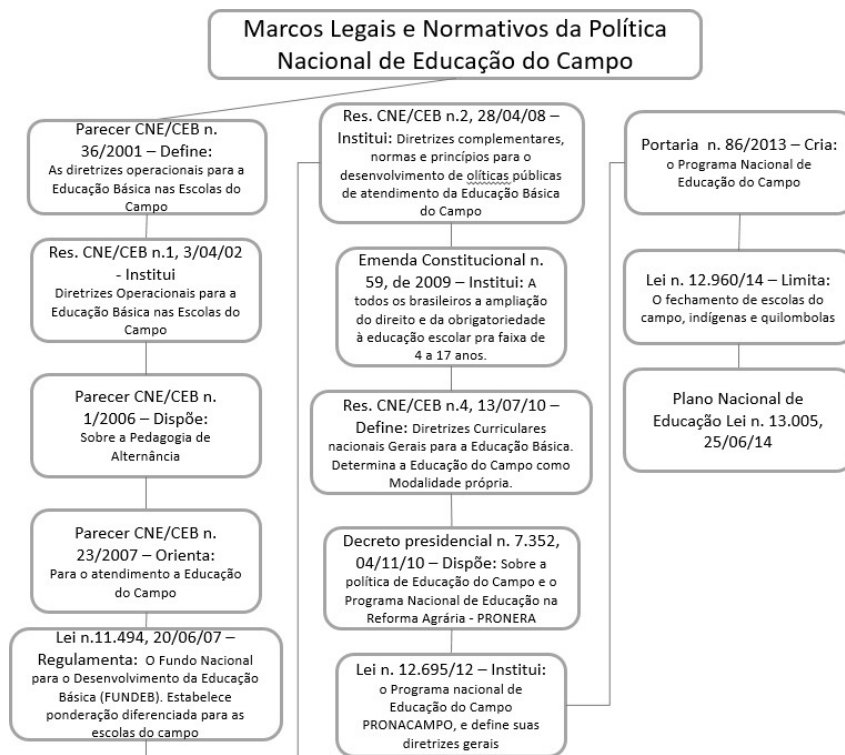 Marcos Legais e Normativos da Política
Nacional de Educação do Campo
Parecer CNE/CEB n.
36/2001 – Define:
As diretrizes operacionais para a
Educação Básica nas Escolas do
Campo
Res. CNE/CEB n.1, 3/04/02
- Institui
Diretrizes Operacionais para a
Educação Básica nas Escolas do
Campo
Parecer CNE/CEB n.
1/2006 – Dispõe:
Sobre a Pedagogia de
Alternância
Parecer CNE/CEB n.
23/2007 – Orienta:
Para o atendimento a Educação
do Campo
Lei n.11.494, 20/06/07 –
Regulamenta: O Fundo Nacional
para o Desenvolvimento da Educação
Básica (FUNDEB). Estabelece
ponderação diferenciada para as
escolas do campo
Res. CNE/CEB n.2, 28/04/08 –
Institui: Diretrizes complementares,
normas e princípios para o
desenvolvimento de olíticas públicas
de atendimento da Educação Básica
do Campo
Emenda Constitucional n.
59, de 2009 – Institui: A
todos os brasileiros a ampliação
do direito e da obrigatoriedade
à educação escolar pra faixa de
4 a 17 anos.
Res. CNE/CEB n.4, 13/07/10 –
Define: Diretrizes Curriculares
nacionais Gerais para a Educação Básica.
Determina a Educação do Campo como
Modalidade própria.
Decreto presidencial n. 7.352,
04/11/10 – Dispõe: Sobre a
política de Educação do Campo e o
Programa Nacional de Educação na
Reforma Agrária - PRONERA
Lei n. 12.695/12 – Institui:
o Programa nacional de
Educação do Campo
PRONACAMPO, e define suas
diretrizes gerais
Portaria n. 86/2013 – Cria:
o Programa Nacional de
Educação do Campo
Lei n. 12.960/14 – Limita:
O fechamento de escolas do
campo, indígenas e quilombolas
Plano Nacional de
Educação Lei n. 13.005,
25/06/14